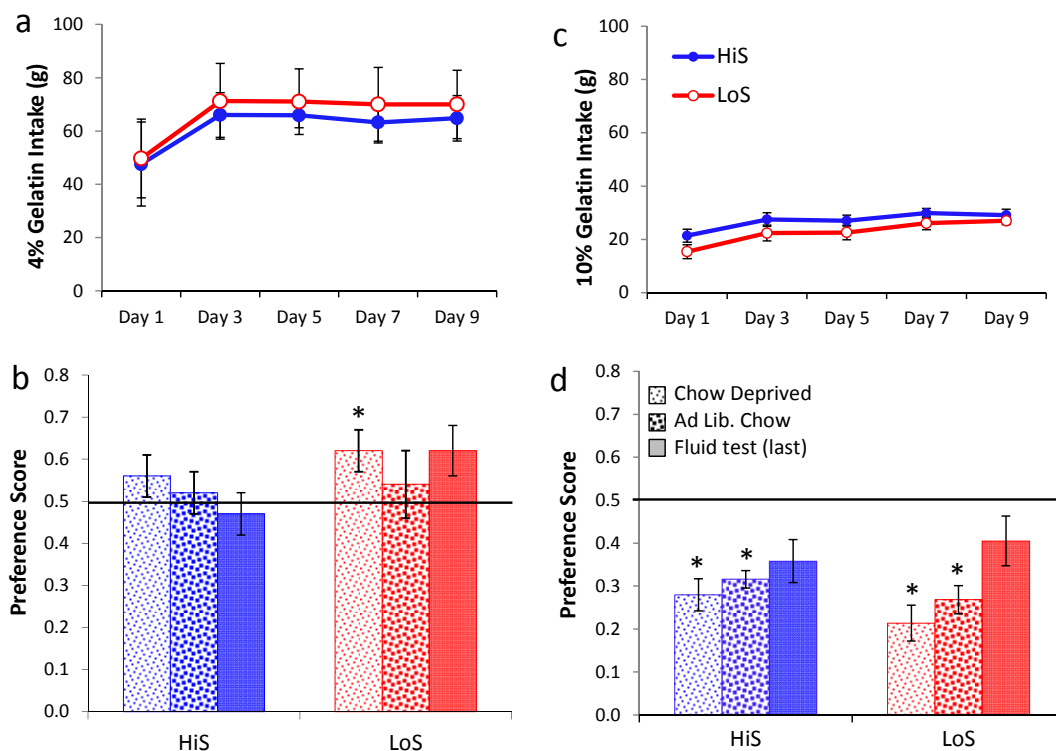 a
100
80
60
40
20
0
4% Gelatin Intake (g)
Day 1 Day 3 Day 5 Day 7 Day 9
c
100
80
60
40
20
0
10% Gelatin Intake (g)
HiS
LoS
Day 1 Day 3 Day 5 Day 7 Day 9
b
0.8
0.7
0.6
0.5
0.4
0.3
0.2
0.1
0.0
Preference Score
*
HiS LoS
d
0.8
0.7
0.6
0.5
0.4
0.3
0.2
0.1
0.0
Preference Score
Chow Deprived
Ad Lib. Chow
Fluid test (last)
* * * *
HiS LoS